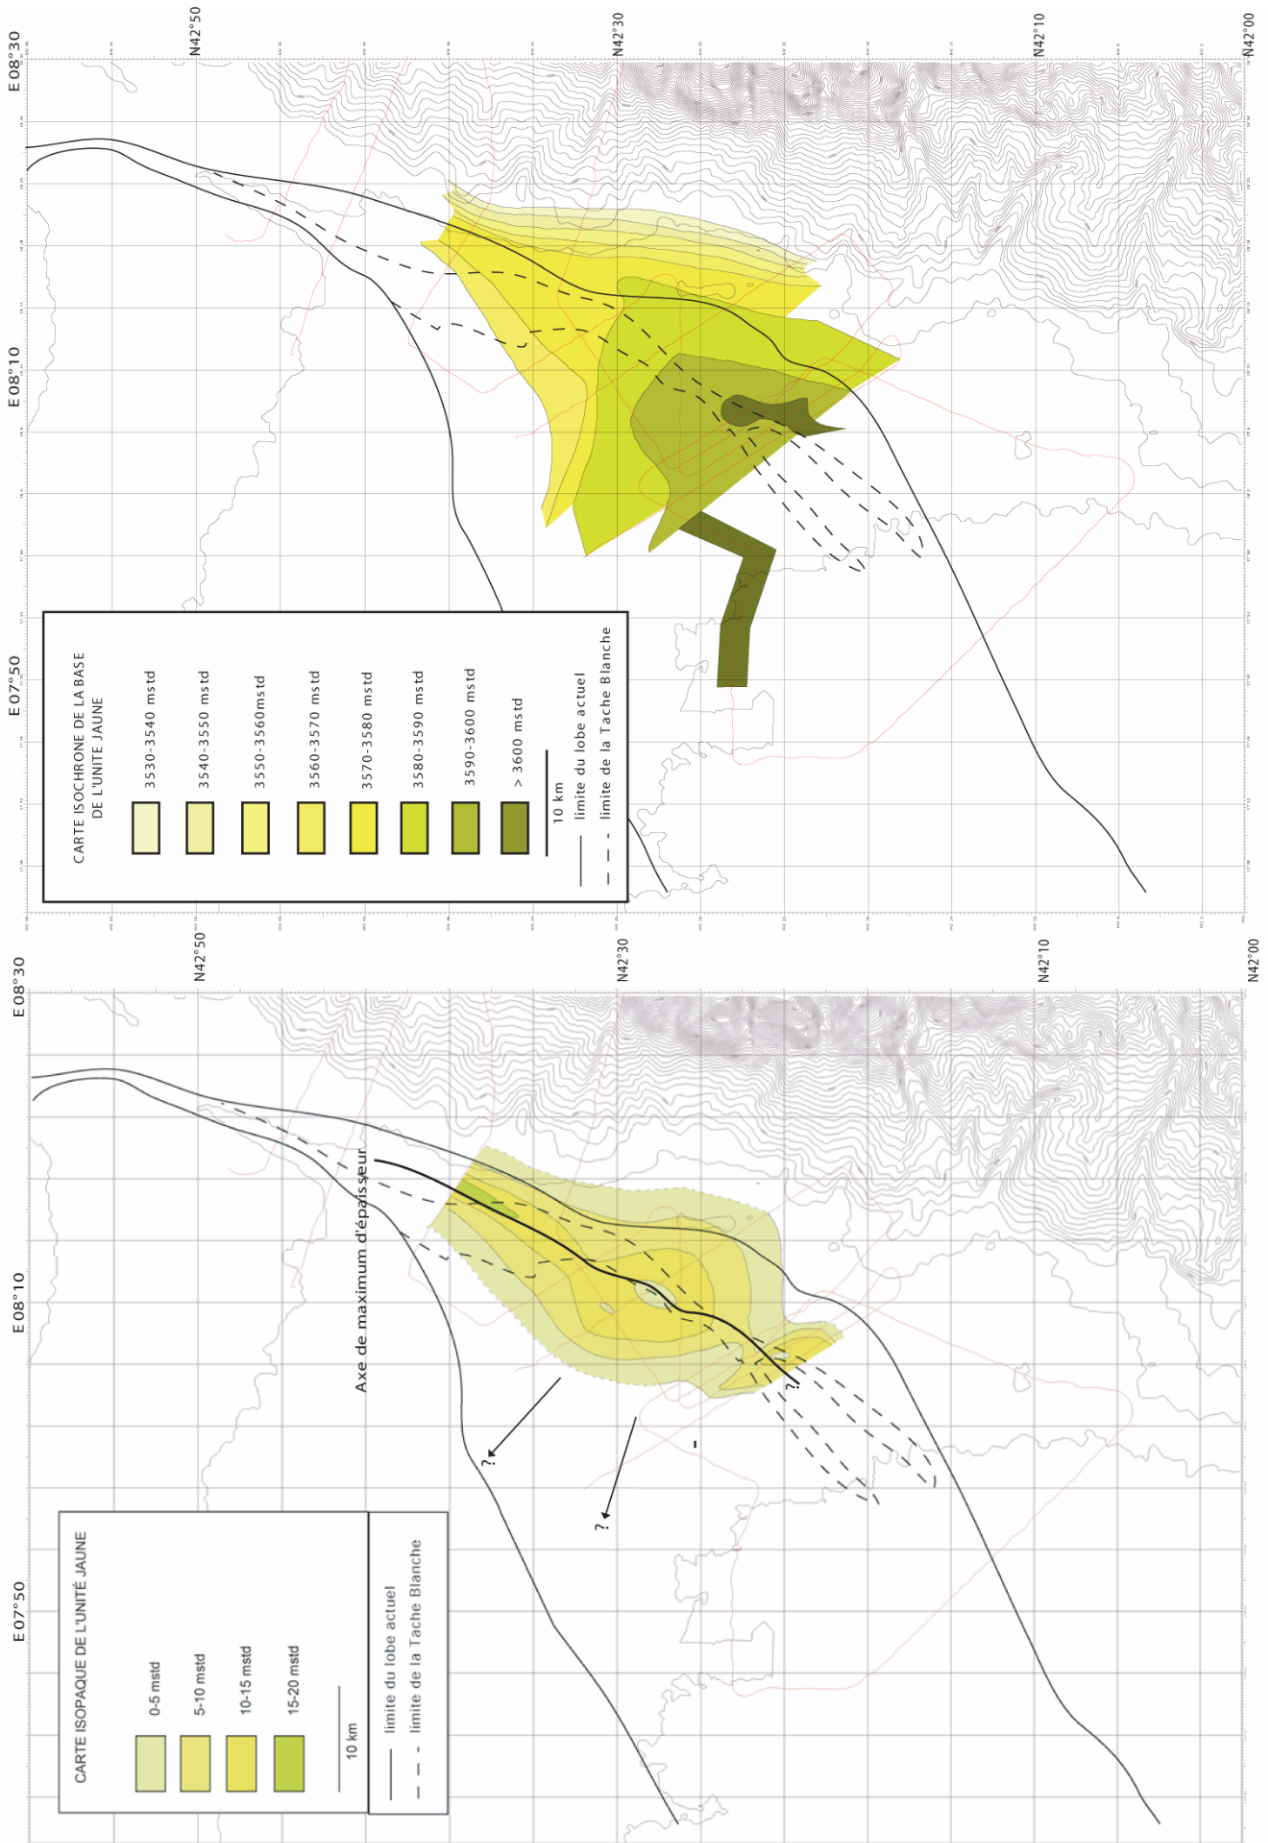 E 08°30
E 08°10
E 07°50
N42°50
N42°30
N42°10
N42°00
CARTE ISOCHRONE DE LA BASE
DE L'UNITE JAUNE
3530-3540 mstd
3540-3550 mstd
3550-3560mstd
3560-3570 mstd
3570-3580 mstd
3580-3590 mstd
3590-3600 mstd
> 3600 mstd
10 km
limite du lobe actuel
limite de la Tache Blanche
E 08°30
E 08°10
E 07°50
N42°50
N42°30
N42°10
N42°00
Axe de maximum d'épaisseur
?
?
?
CARTE ISOPAQUE DE L'UNITÉ JAUNE
0-5 mstd
5-10 mstd
10-15 mstd
15-20 mstd
10 km
limite du lobe actuel
limite de la Tache Blanche